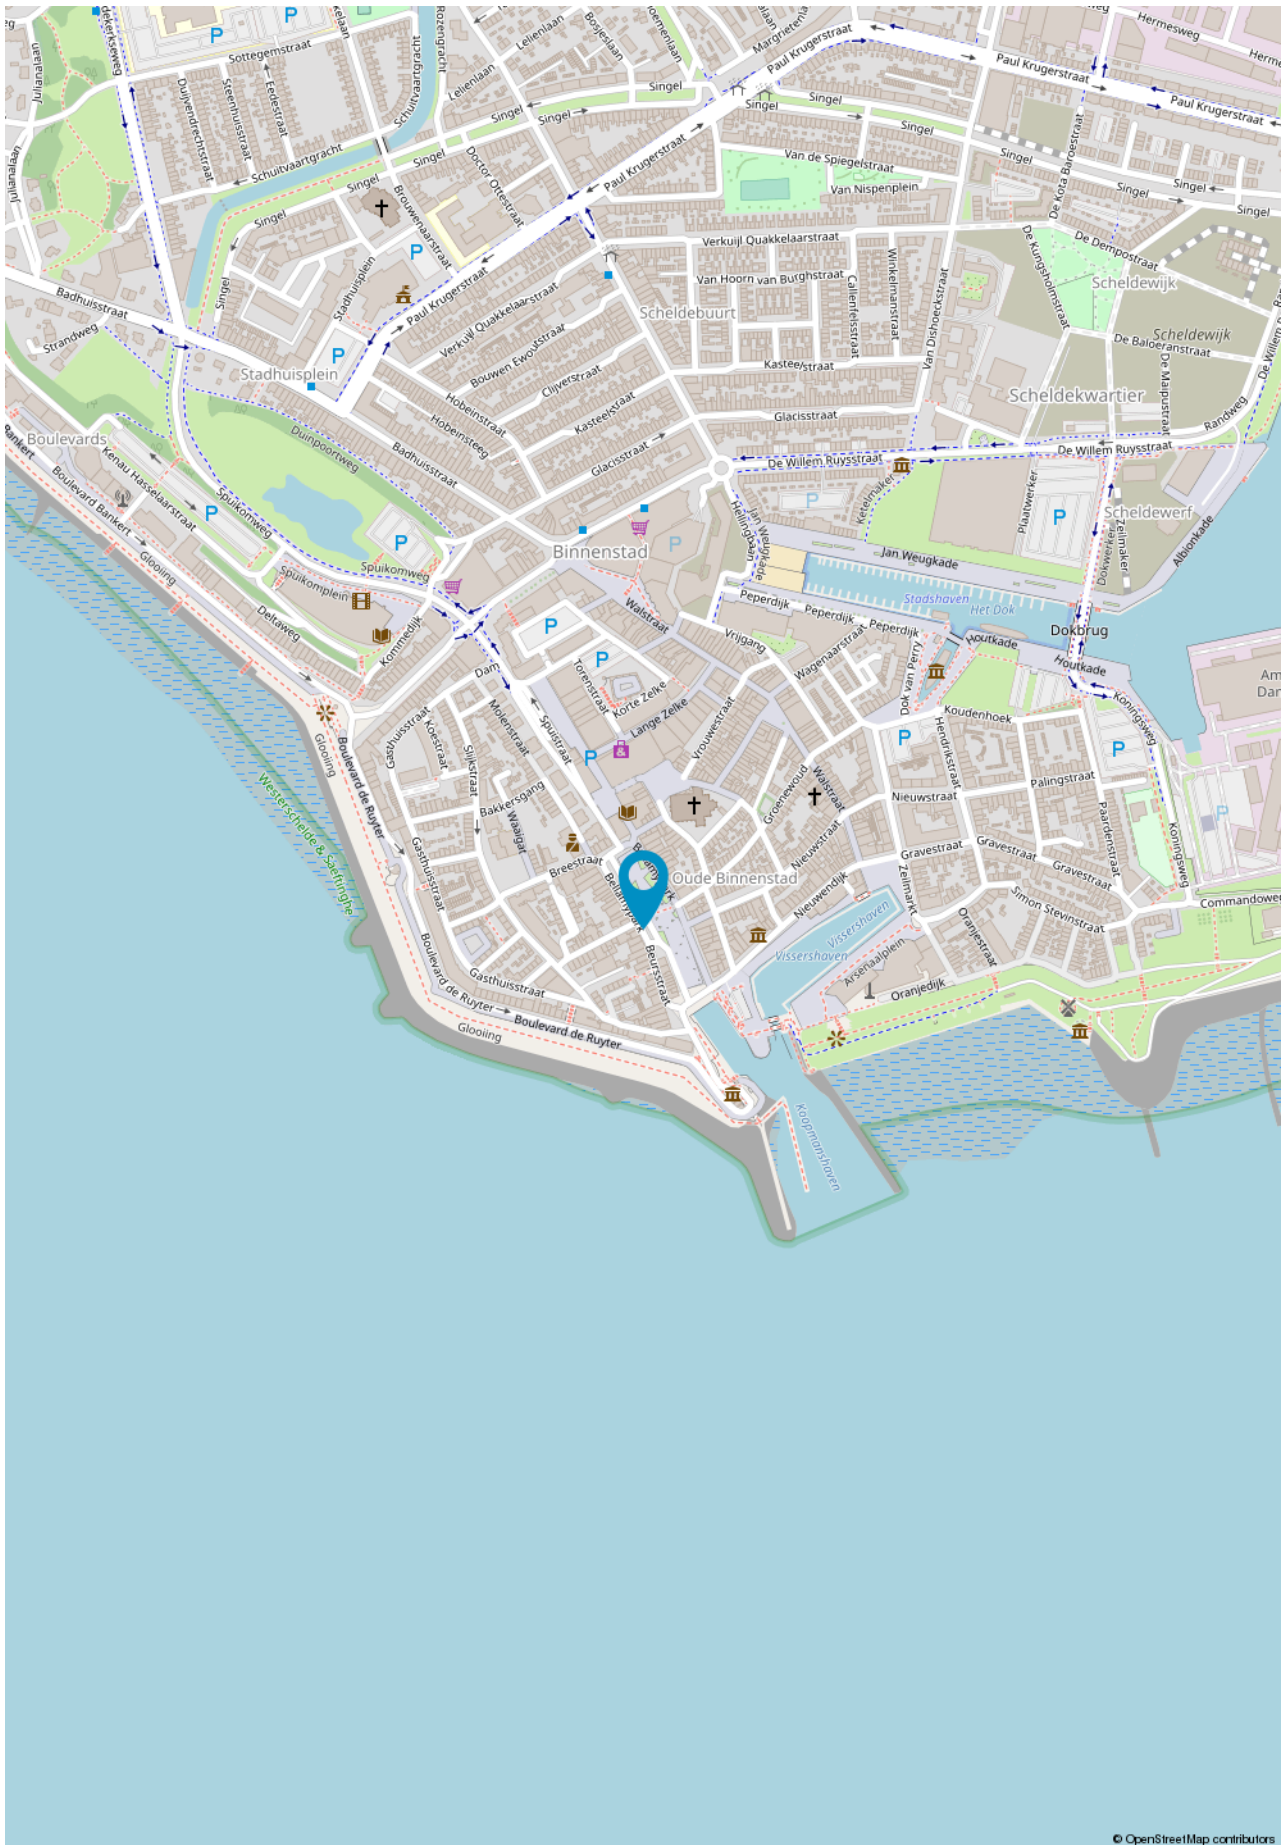 Hermesweg
Paul Krugerstraat
Paul Krugerstraat
Paul Krugerstraat
Sottegemstraat
Julianalaan
Julianalaan
Duijvendrechtstraat
Steenhuisstraat
Eedestraat
Schuitvaartgracht
Schuitvaartgracht
Rozengracht
Lelienlaan
Lelienlaan
Bosjeslaan
Singel
Singel
Singel
Singel
Singel
Singel
Singel
Singel
Singel
Singel
Singel
Singel
Singel
Singel
Doctor Ottestraat
Brouwenaarstraat
Paul Krugerstraat
Paul Krugerstraat
Van de Spiegelstraat
Van Nispenplein
De Kota Baroestraat
De Dempostraat
De Kungsholmstraat
Scheldewijk
Scheldewijk
De Baloeranstraat
De Maipustraat
Verkuijl Quakkelaarstraat
Van Hoorn van Burghstraat
Callenfelsstraat
Winkelmanstraat
Van Dishoeckstraat
Scheldebuurt
Stadhuisplein
Badhuisstraat
Strandweg
Stadhuisplein
Verkuijl Quakkelaarstraat
Bouwen Ewoutstraat
Clijverstraat
Kasteelstraat
Kasteelstraat
Hobeinstraat
Hobeinsteeg
Glacisstraat
Glacisstraat
Scheldekwartier
Randweg
De Willem Ruysstraat
De Willem Ruysstraat
Boulevards
Bankert
Boulevard Bankert
Kenau Hasselaarstraat
Duinpoortweg
Badhuisstraat
Spuikomweg
Spuikomweg
Glooiing
Deltaweg
Spuikomplein
Kommedijk
Binnenstad
Hellingbaan
Jan Weugkade
Jan Weugkade
Ketelmaker
Plaatwerker
Scheldewerf
Zeilmaker
Dokwerker
Albionkade
Stadshaven
Het Dok
Dokbrug
Houtkade
Houtkade
Peperdijk
Peperdijk
Peperdijk
Walstraat
Vrijgang
Wagenaarstraat
Dok van Perry
Koningsweg
Koningsweg
Koudenhoek
Hendrikstraat
Palingstraat
Nieuwstraat
Paardenstraat
Dam
Torenstraat
Korte Zelke
Lange Zelke
Vrouwestraat
Molenstraat
Spuistraat
Gasthuisstraat
Koestraat
Slijkstraat
Bakkersgang
Waaigat
Breestraat
Groenewoud
Walstraat
Nieuwstraat
Gravestraat
Gravestraat
Gravestraat
Simon Stevinstraat
Zeilmarkt
Oranjestraat
Oude Binnenstad
Bellamypark
Beursstraat
Nieuwendijk
Vissershaven
Vissershaven
Arsenaalplein
Oranjedijk
Glooiing
Boulevard de Ruyter
Gasthuisstraat
Boulevard de Ruyter
Gasthuisstraat
Boulevard de Ruyter
Glooiing
Westerschelde & Saeftinghe
Koopmanshaven
© OpenStreetMap contributors